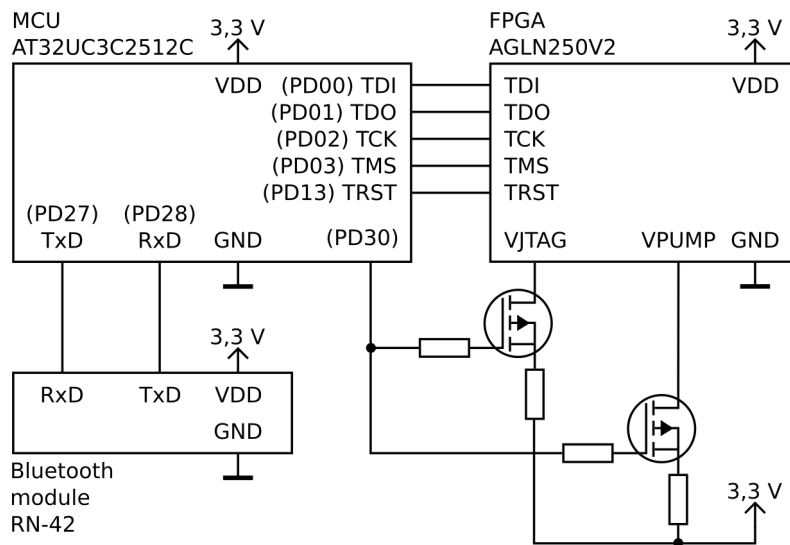 MCU
AT32UC3C2512C
3,3 V
VDD
(PD00) TDI
(PD01) TDO
(PD02) TCK
(PD03) TMS
(PD13) TRST
(PD27)
TxD
(PD28)
RxD
GND
(PD30)
FPGA
AGLN250V2
3,3 V
TDI
TDO
TCK
TMS
TRST
VDD
VJTAG
VPUMP
GND
3,3 V
RxD
TxD
VDD
GND
Bluetooth
module
RN-42
3,3 V